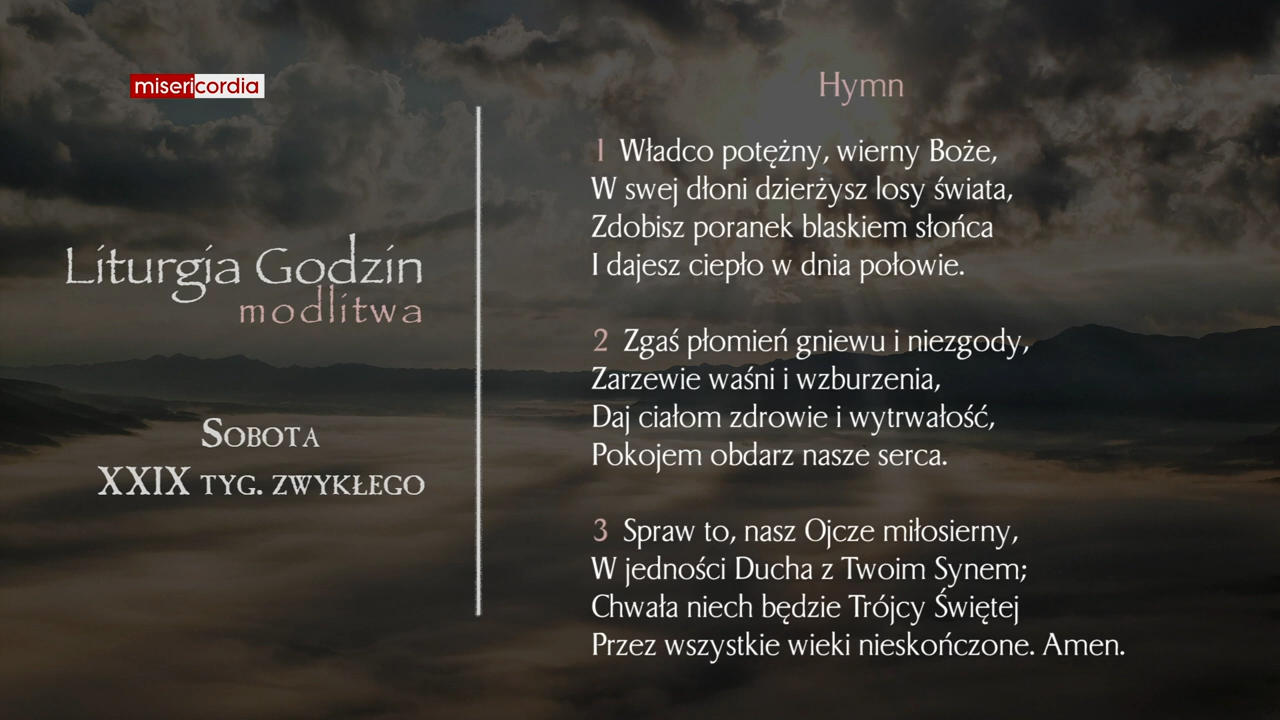 misericordia
Liturgia Godzin
modlitwa
Sobota
XXIX tyg. zwykłego
Hymn
1 Władco potężny, wierny Boże,
W swej dłoni dzierżysz losy świata,
Zdobisz poranek blaskiem słońca
I dajesz ciepło w dnia połowie.
2 Zgaś płomień gniewu i niezgody,
Zarzewie waśni i wzburzenia,
Daj ciałom zdrowie i wytrwałość,
Pokojem obdarz nasze serca.
3 Spraw to, nasz Ojcze miłosierny,
W jedności Ducha z Twoim Synem;
Chwała niech będzie Trójcy Świętej
Przez wszystkie wieki nieskończone. Amen.